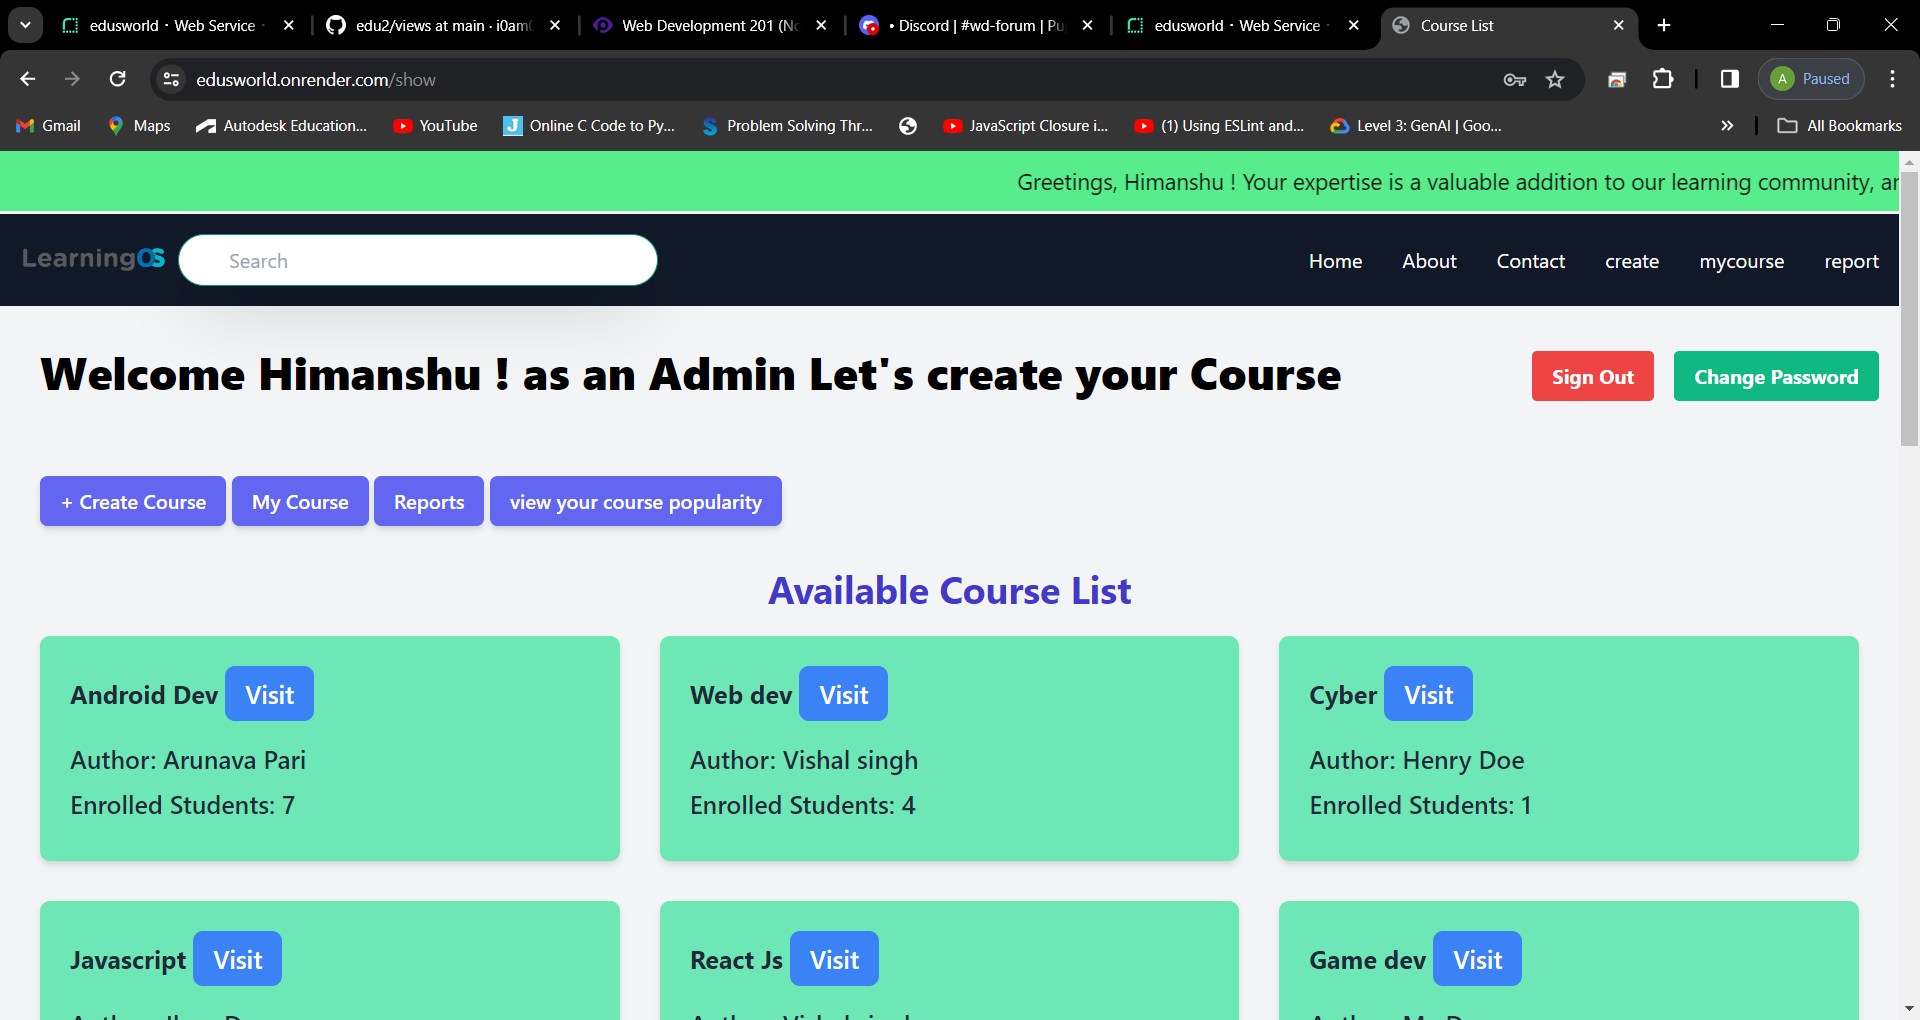 edusworld · Web Service
edu2/views at main · i0am
Web Development 201 (No
• Discord | #wd-forum | Pu
edusworld · Web Service
Course List
edusworld.onrender.com/show
A Paused
Gmail
Maps
Autodesk Education...
YouTube
Online C Code to Py...
Problem Solving Thr...
JavaScript Closure i...
(1) Using ESLint and...
Level 3: GenAI | Goo...
All Bookmarks
Greetings, Himanshu ! Your expertise is a valuable addition to our learning community, ar
LearningOS
Search
Home
About
Contact
create
mycourse
report
Welcome Himanshu ! as an Admin Let's create your Course
Sign Out
Change Password
+ Create Course
My Course
Reports
view your course popularity
Available Course List
Android Dev Visit
Author: Arunava Pari
Enrolled Students: 7
Web dev Visit
Author: Vishal singh
Enrolled Students: 4
Cyber Visit
Author: Henry Doe
Enrolled Students: 1
Javascript Visit
React Js Visit
Game dev Visit